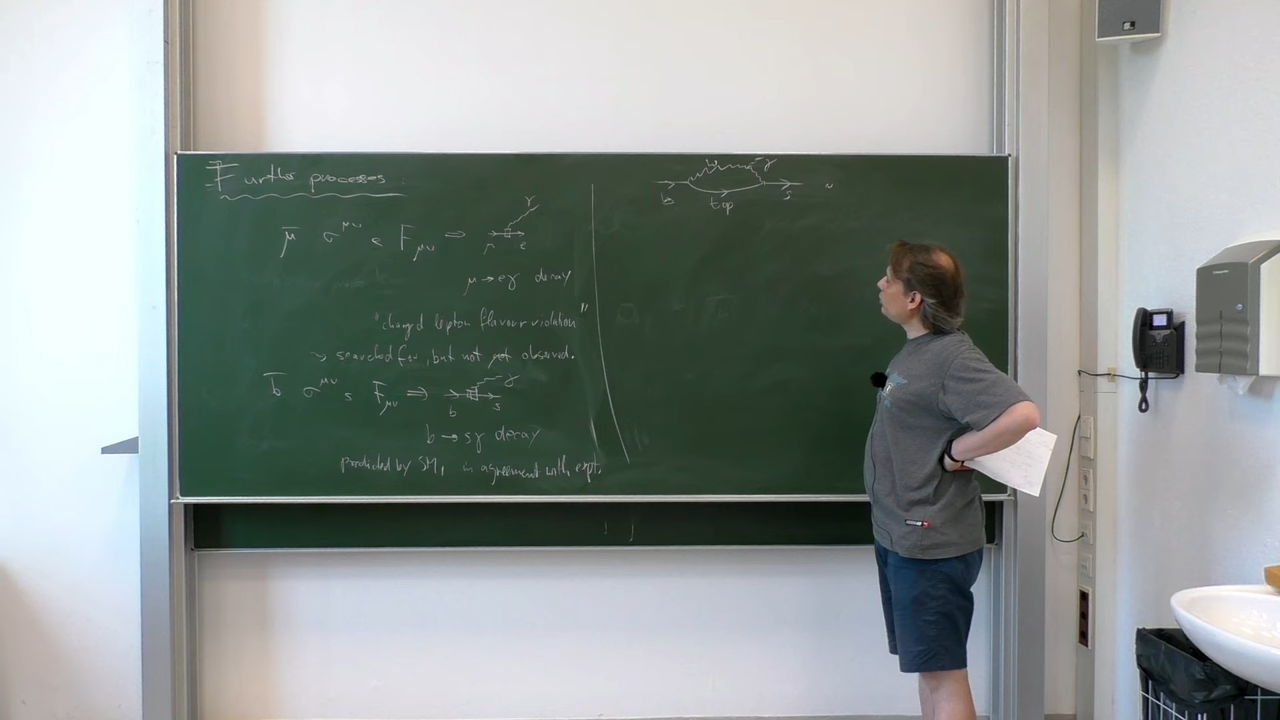 Further processes
μ̄ σ^μν e F_μν ⇒ μ e γ
μ → eγ decay
"charged lepton flavour violation"
↝ searched for, but not yet observed.
b̄ σ^μν s F_μν ⇒ b s γ
b → sγ decay
predicted by SM, in agreement with expt.
W γ
b top s